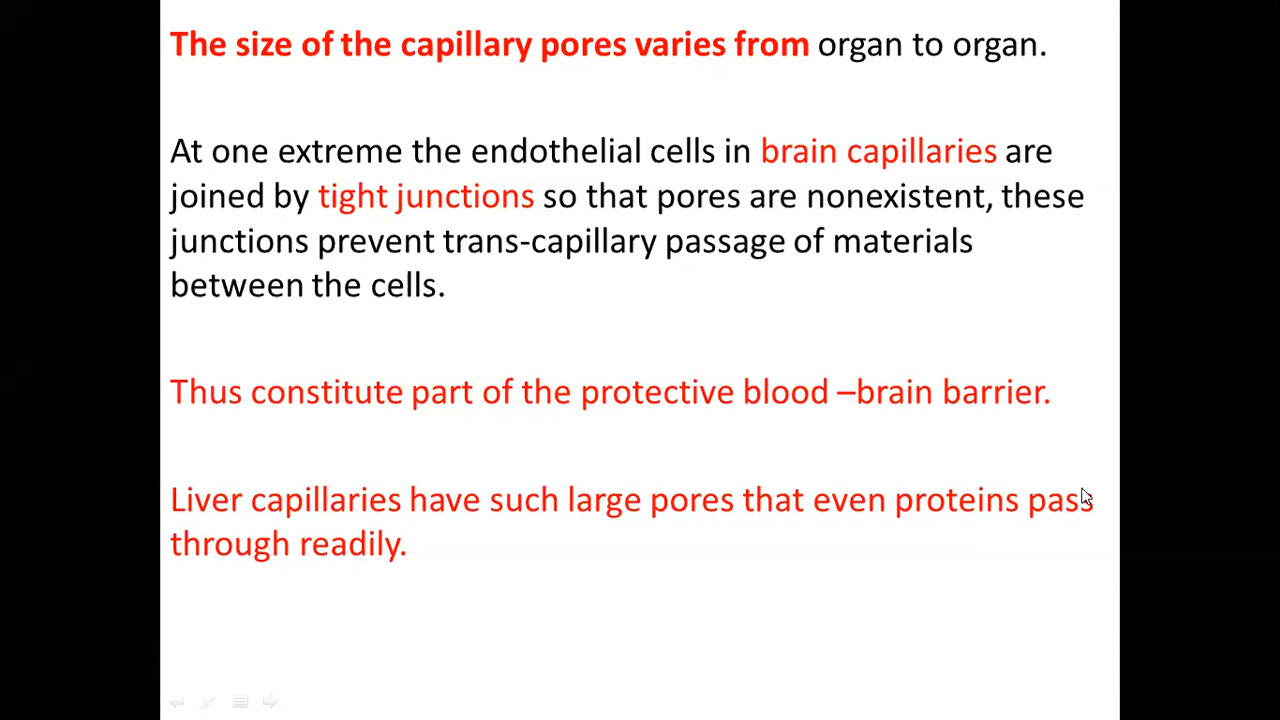 The size of the capillary pores varies from organ to organ.
At one extreme the endothelial cells in brain capillaries are
joined by tight junctions so that pores are nonexistent, these
junctions prevent trans-capillary passage of materials
between the cells.
Thus constitute part of the protective blood –brain barrier.
Liver capillaries have such large pores that even proteins pass
through readily.